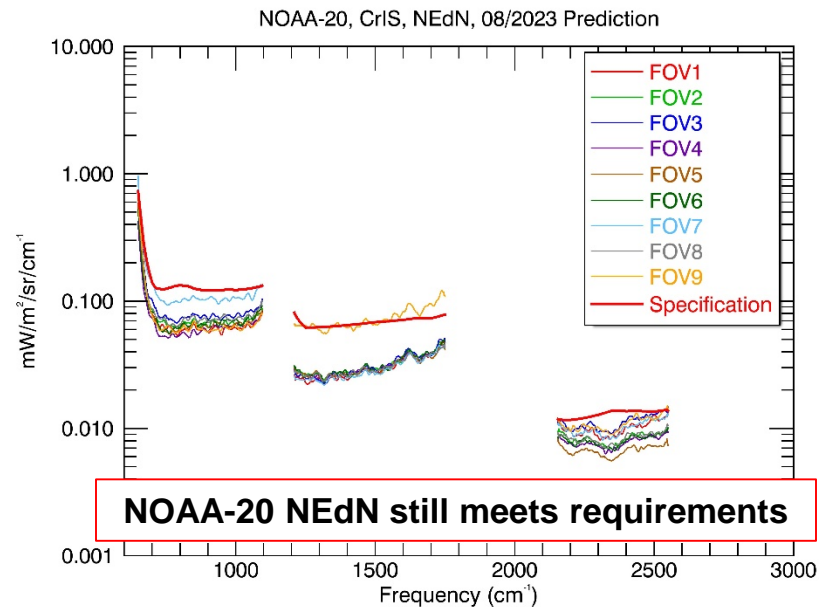 NOAA-20, CrIS, NEdN, 08/2023 Prediction
10.000
1.000
0.100
0.010
0.001
mW/m²/sr/cm⁻¹
FOV1
FOV2
FOV3
FOV4
FOV5
FOV6
FOV7
FOV8
FOV9
Specification
NOAA-20 NEdN still meets requirements
1000 1500 2000 2500 3000
Frequency (cm⁻¹)